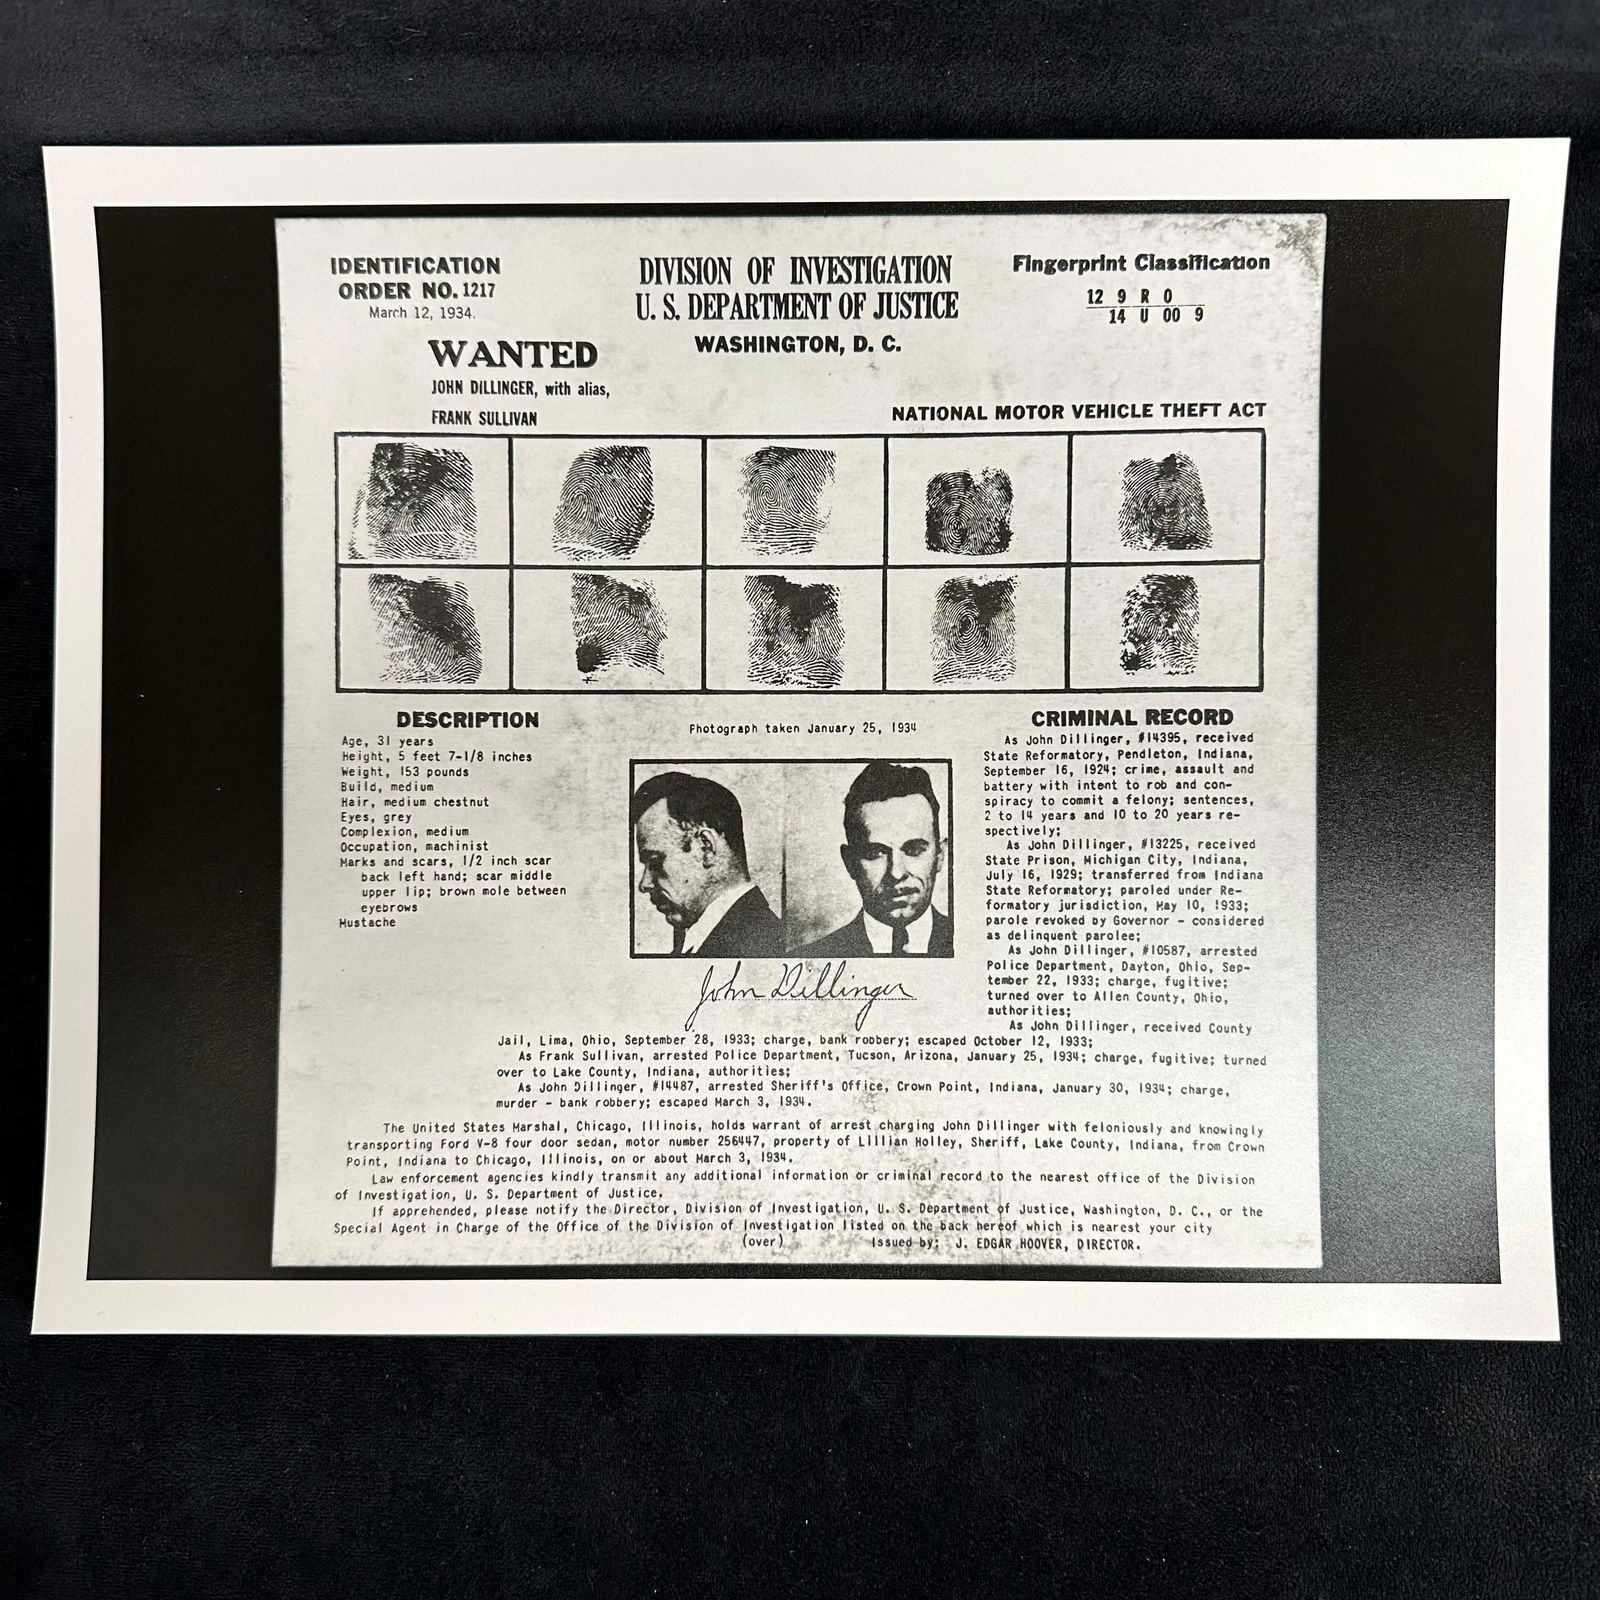 IDENTIFICATION
ORDER NO. 1217
March 12, 1934.
DIVISION OF INVESTIGATION
U. S. DEPARTMENT OF JUSTICE
WASHINGTON, D. C.
Fingerprint Classification
12 9 R 0
14 U 00 9
WANTED
JOHN DILLINGER, with alias,
FRANK SULLIVAN
NATIONAL MOTOR VEHICLE THEFT ACT
DESCRIPTION
Age, 31 years
Height, 5 feet 7-1/8 inches
Weight, 153 pounds
Build, medium
Hair, medium chestnut
Eyes, grey
Complexion, medium
Occupation, machinist
Marks and scars, 1/2 inch scar
back left hand; scar middle
upper lip; brown mole between
eyebrows
Mustache
Photograph taken January 25, 1934
John Dillinger
CRIMINAL RECORD
As John Dillinger, #14395, received
State Reformatory, Pendleton, Indiana,
September 16, 1924; crime, assault and
battery with intent to rob and con-
spiracy to commit a felony; sentences,
2 to 14 years and 10 to 20 years re-
spectively;
As John Dillinger, #13225, received
State Prison, Michigan City, Indiana,
July 16, 1929; transferred from Indiana
State Reformatory; paroled under Re-
formatory jurisdiction, May 10, 1933;
parole revoked by Governor - considered
as delinquent parolee;
As John Dillinger, #10587, arrested
Police Department, Dayton, Ohio, Sep-
tember 22, 1933; charge, fugitive;
turned over to Allen County, Ohio,
authorities;
As John Dillinger, received County
Jail, Lima, Ohio, September 28, 1933; charge, bank robbery; escaped October 12, 1933;
As Frank Sullivan, arrested Police Department, Tucson, Arizona, January 25, 1934; charge, fugitive; turned
over to Lake County, Indiana, authorities;
As John Dillinger, #14487, arrested Sheriff's Office, Crown Point, Indiana, January 30, 1934; charge,
murder - bank robbery; escaped March 3, 1934.
The United States Marshal, Chicago, Illinois, holds warrant of arrest charging John Dillinger with feloniously and knowingly
transporting Ford V-8 four door sedan, motor number 256447, property of Lillian Holley, Sheriff, Lake County, Indiana, from Crown
Point, Indiana to Chicago, Illinois, on or about March 3, 1934.
Law enforcement agencies kindly transmit any additional information or criminal record to the nearest office of the Division
of Investigation, U. S. Department of Justice.
If apprehended, please notify the Director, Division of Investigation, U. S. Department of Justice, Washington, D. C., or the
Special Agent in Charge of the Office of the Division of Investigation listed on the back hereof which is nearest your city
(over) Issued by: J. EDGAR HOOVER, DIRECTOR.